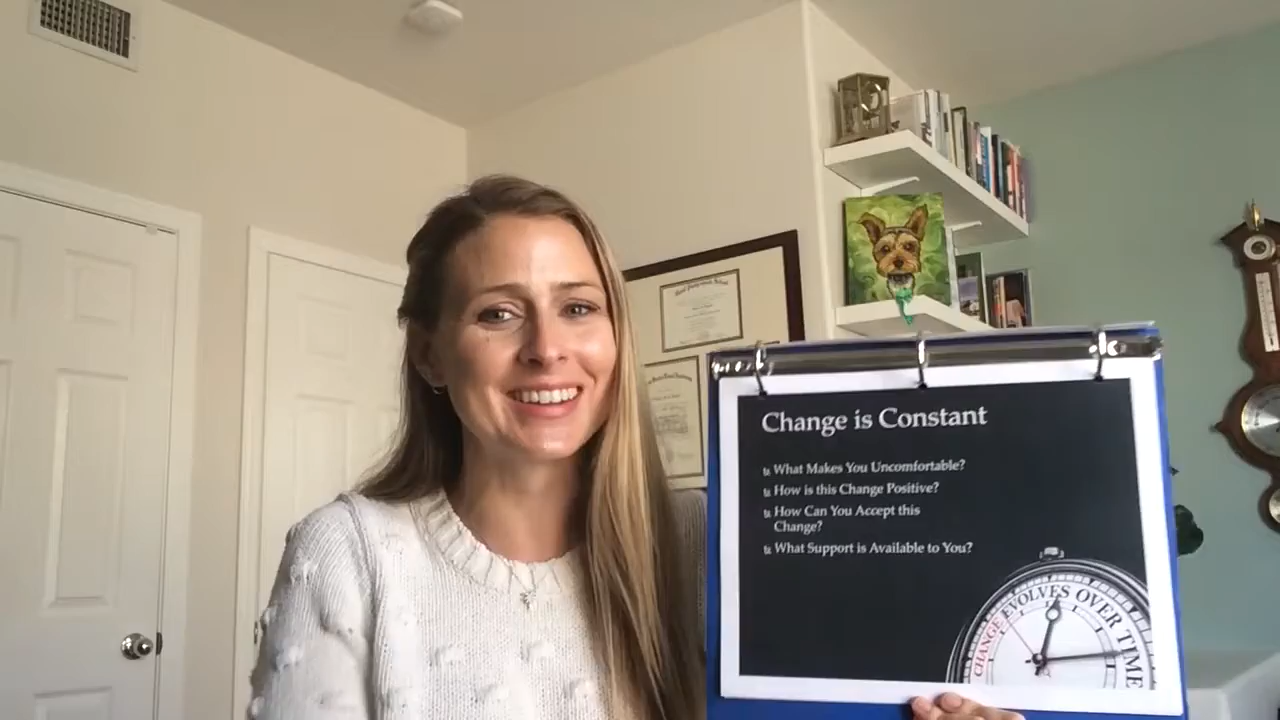 Change is Constant
What Makes You Uncomfortable?
How is this Change Positive?
How Can You Accept this
Change?
What Support is Available to You?
CHANGE EVOLVES OVER TIME